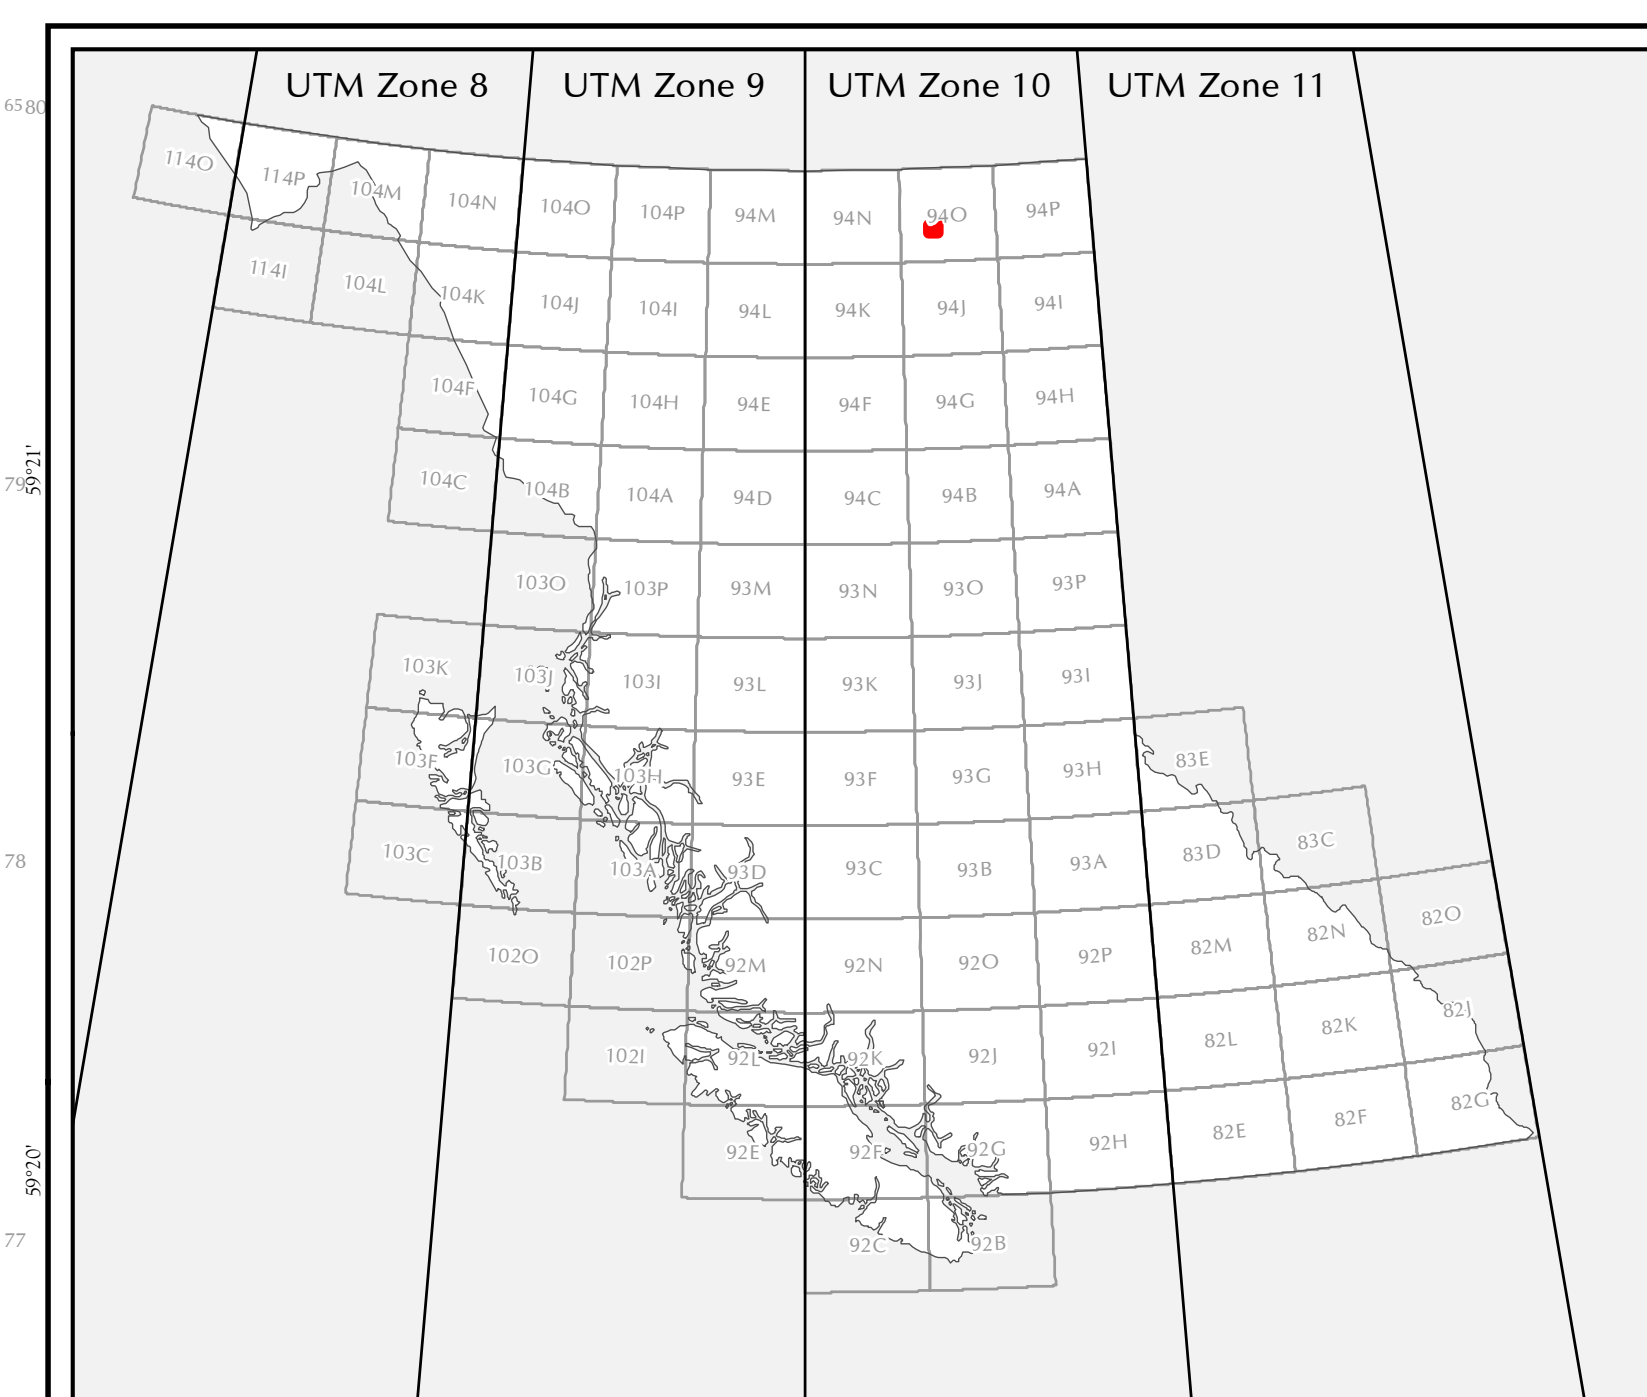 UTM Zone 8 UTM Zone 9 UTM Zone 10 UTM Zone 11
6580
114O 114P 104M 104N 104O 104P 94M 94N 94O 94P
114I 104L 104K 104J 104I 94L 94K 94J 94I
104F 104G 104H 94E 94F 94G 94H
79
59°21'
104C 104B 104A 94D 94C 94B 94A
103O 103P 93M 93N 93O 93P
103K 103J 103I 93L 93K 93J 93I
103F 103G 103H 93E 93F 93G 93H 83E
78
103C 103B 103A 93D 93C 93B 93A 83D 83C
102O 102P 92M 92N 92O 92P 82M 82N 82O
102I 92L 92K 92J 92I 82L 82K 82J
59°20'
92E 92F 92G 92H 82E 82F 82G
77
92C 92B